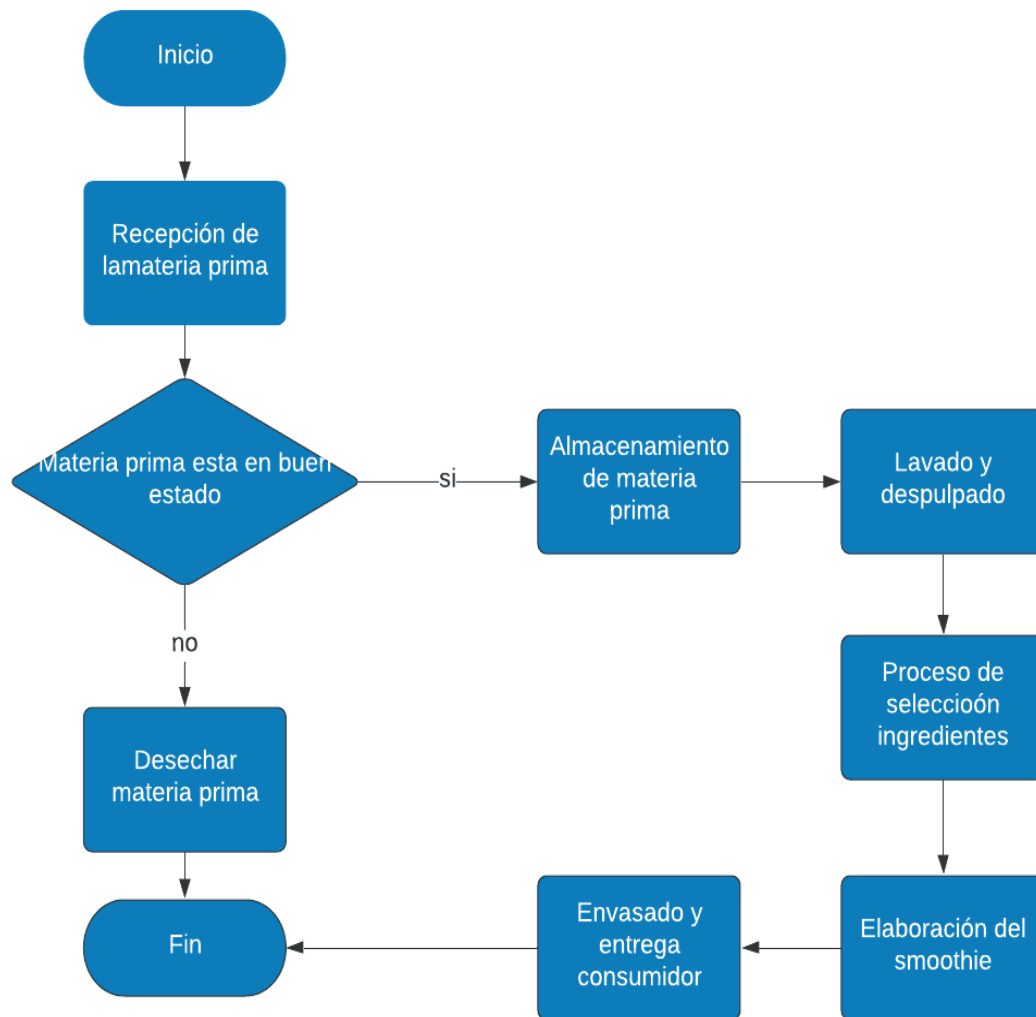 Inicio
Recepción de
lamateria prima
Materia prima esta en buen
estado
si
Almacenamiento
de materia
prima
Lavado y
despulpado
no
Proceso de
seleccioón
ingredientes
Desechar
materia prima
Elaboración del
smoothie
Envasado y
entrega
consumidor
Fin